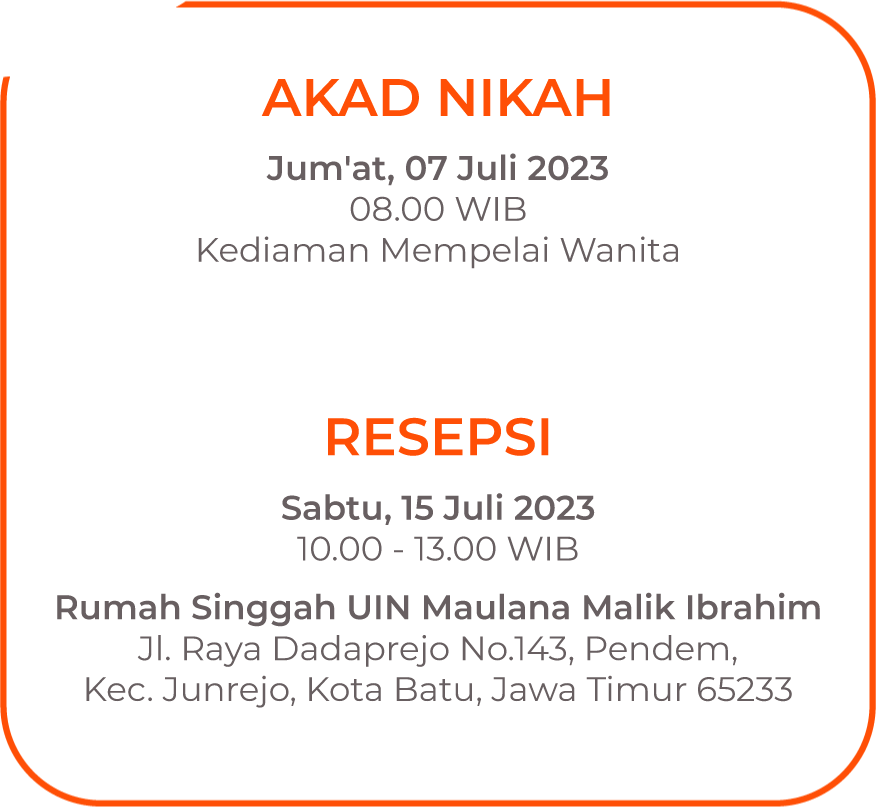 AKAD NIKAH
Jum'at, 07 Juli 2023
08.00 WIB
Kediaman Mempelai Wanita
RESEPSI
Sabtu, 15 Juli 2023
10.00 - 13.00 WIB
Rumah Singgah UIN Maulana Malik Ibrahim
Jl. Raya Dadaprejo No.143, Pendem,
Kec. Junrejo, Kota Batu, Jawa Timur 65233